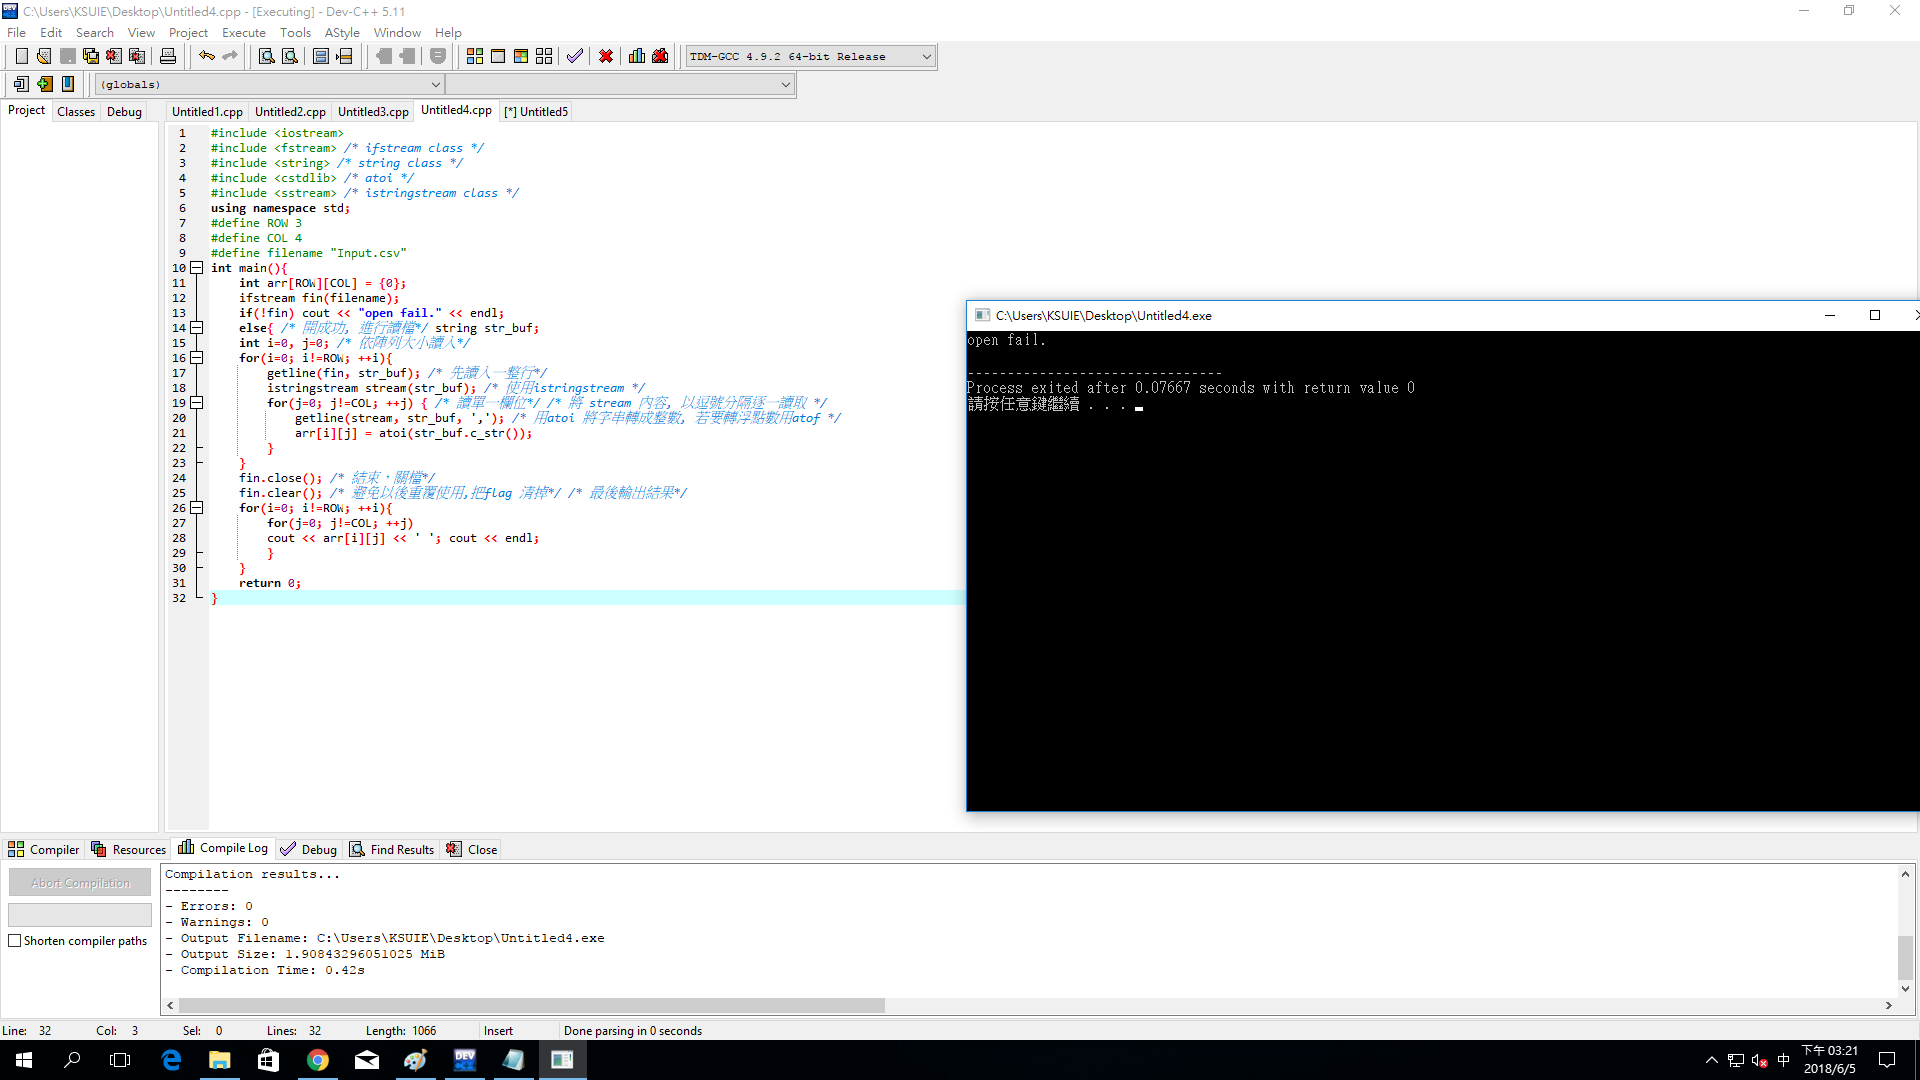 C:\Users\KSUIE\Desktop\Untitled4.cpp - [Executing] - Dev-C++ 5.11
File Edit Search View Project Execute Tools AStyle Window Help
TDM-GCC 4.9.2 64-bit Release
(globals)
Project Classes Debug Untitled1.cpp Untitled2.cpp Untitled3.cpp Untitled4.cpp [*] Untitled5
1 #include <iostream>
2 #include <fstream> /* ifstream class */
3 #include <string> /* string class */
4 #include <cstdlib> /* atoi */
5 #include <sstream> /* istringstream class */
6 using namespace std;
7 #define ROW 3
8 #define COL 4
9 #define filename "Input.csv"
10 int main(){
11 int arr[ROW][COL] = {0};
12 ifstream fin(filename);
13 if(!fin) cout << "open fail." << endl;
14 else{ /* 開成功, 進行讀檔*/ string str_buf;
15 int i=0, j=0; /* 依陣列大小讀入*/
16 for(i=0; i!=ROW; ++i){
17 getline(fin, str_buf); /* 先讀入一整行*/
18 istringstream stream(str_buf); /* 使用istringstream */
19 for(j=0; j!=COL; ++j) { /* 讀單一欄位*/ /* 將 stream 內容, 以逗號分隔逐一讀取 */
20 getline(stream, str_buf, ','); /* 用atoi 將字串轉成整數, 若要轉浮點數用atof */
21 arr[i][j] = atoi(str_buf.c_str());
22 }
23 }
24 fin.close(); /* 結束，關檔*/
25 fin.clear(); /* 避免以後重覆使用,把flag 清掉*/ /* 最後輸出結果*/
26 for(i=0; i!=ROW; ++i){
27 for(j=0; j!=COL; ++j)
28 cout << arr[i][j] << ' '; cout << endl;
29 }
30 }
31 return 0;
32 }
C:\Users\KSUIE\Desktop\Untitled4.exe
open fail.
--------------------------------
Process exited after 0.07667 seconds with return value 0
請按任意鍵繼續 . . .
Compiler Resources Compile Log Debug Find Results Close
Abort Compilation
Shorten compiler paths
Compilation results...
--------
- Errors: 0
- Warnings: 0
- Output Filename: C:\Users\KSUIE\Desktop\Untitled4.exe
- Output Size: 1.90843296051025 MiB
- Compilation Time: 0.42s
Line: 32 Col: 3 Sel: 0 Lines: 32 Length: 1066 Insert Done parsing in 0 seconds
DEV C++
中
下午 03:21
2018/6/5